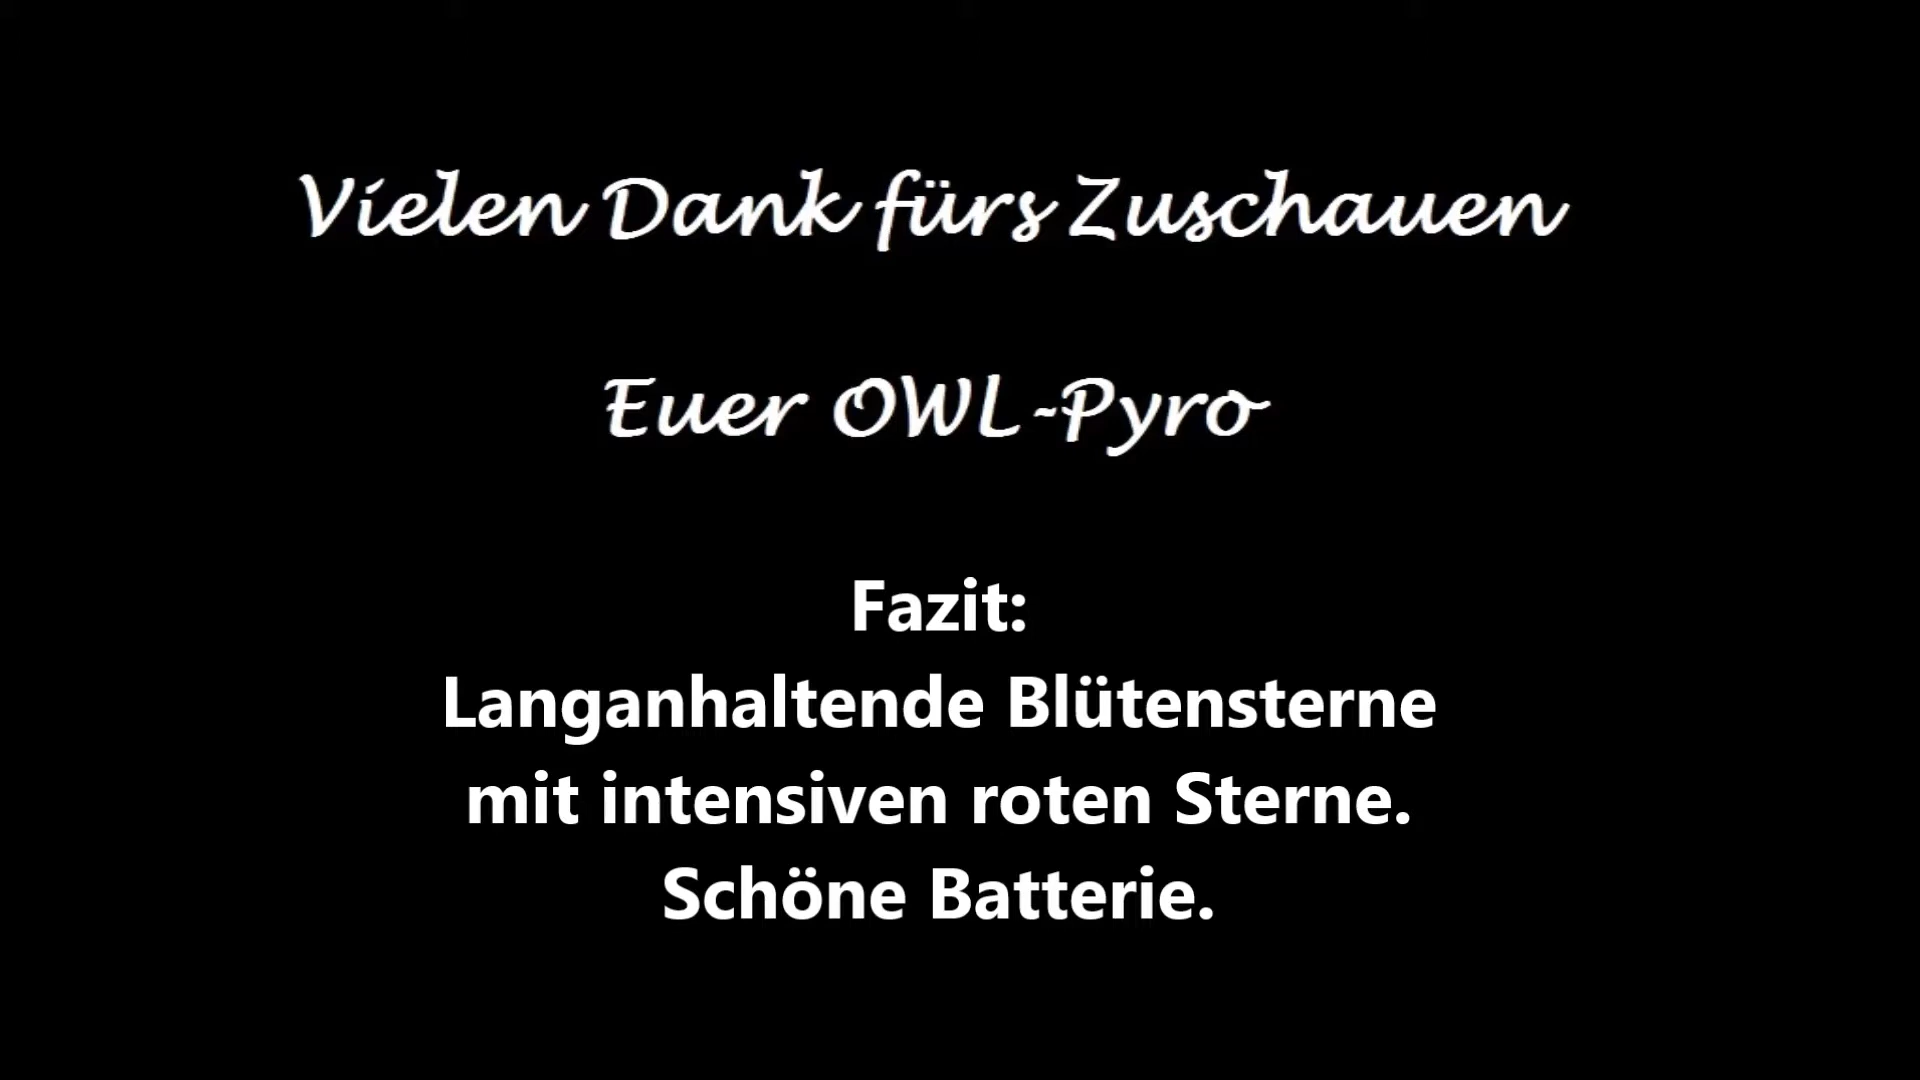 Vielen Dank fürs Zuschauen
Euer OWL-Pyro
Fazit:
Langanhaltende Blütensterne
mit intensiven roten Sterne.
Schöne Batterie.